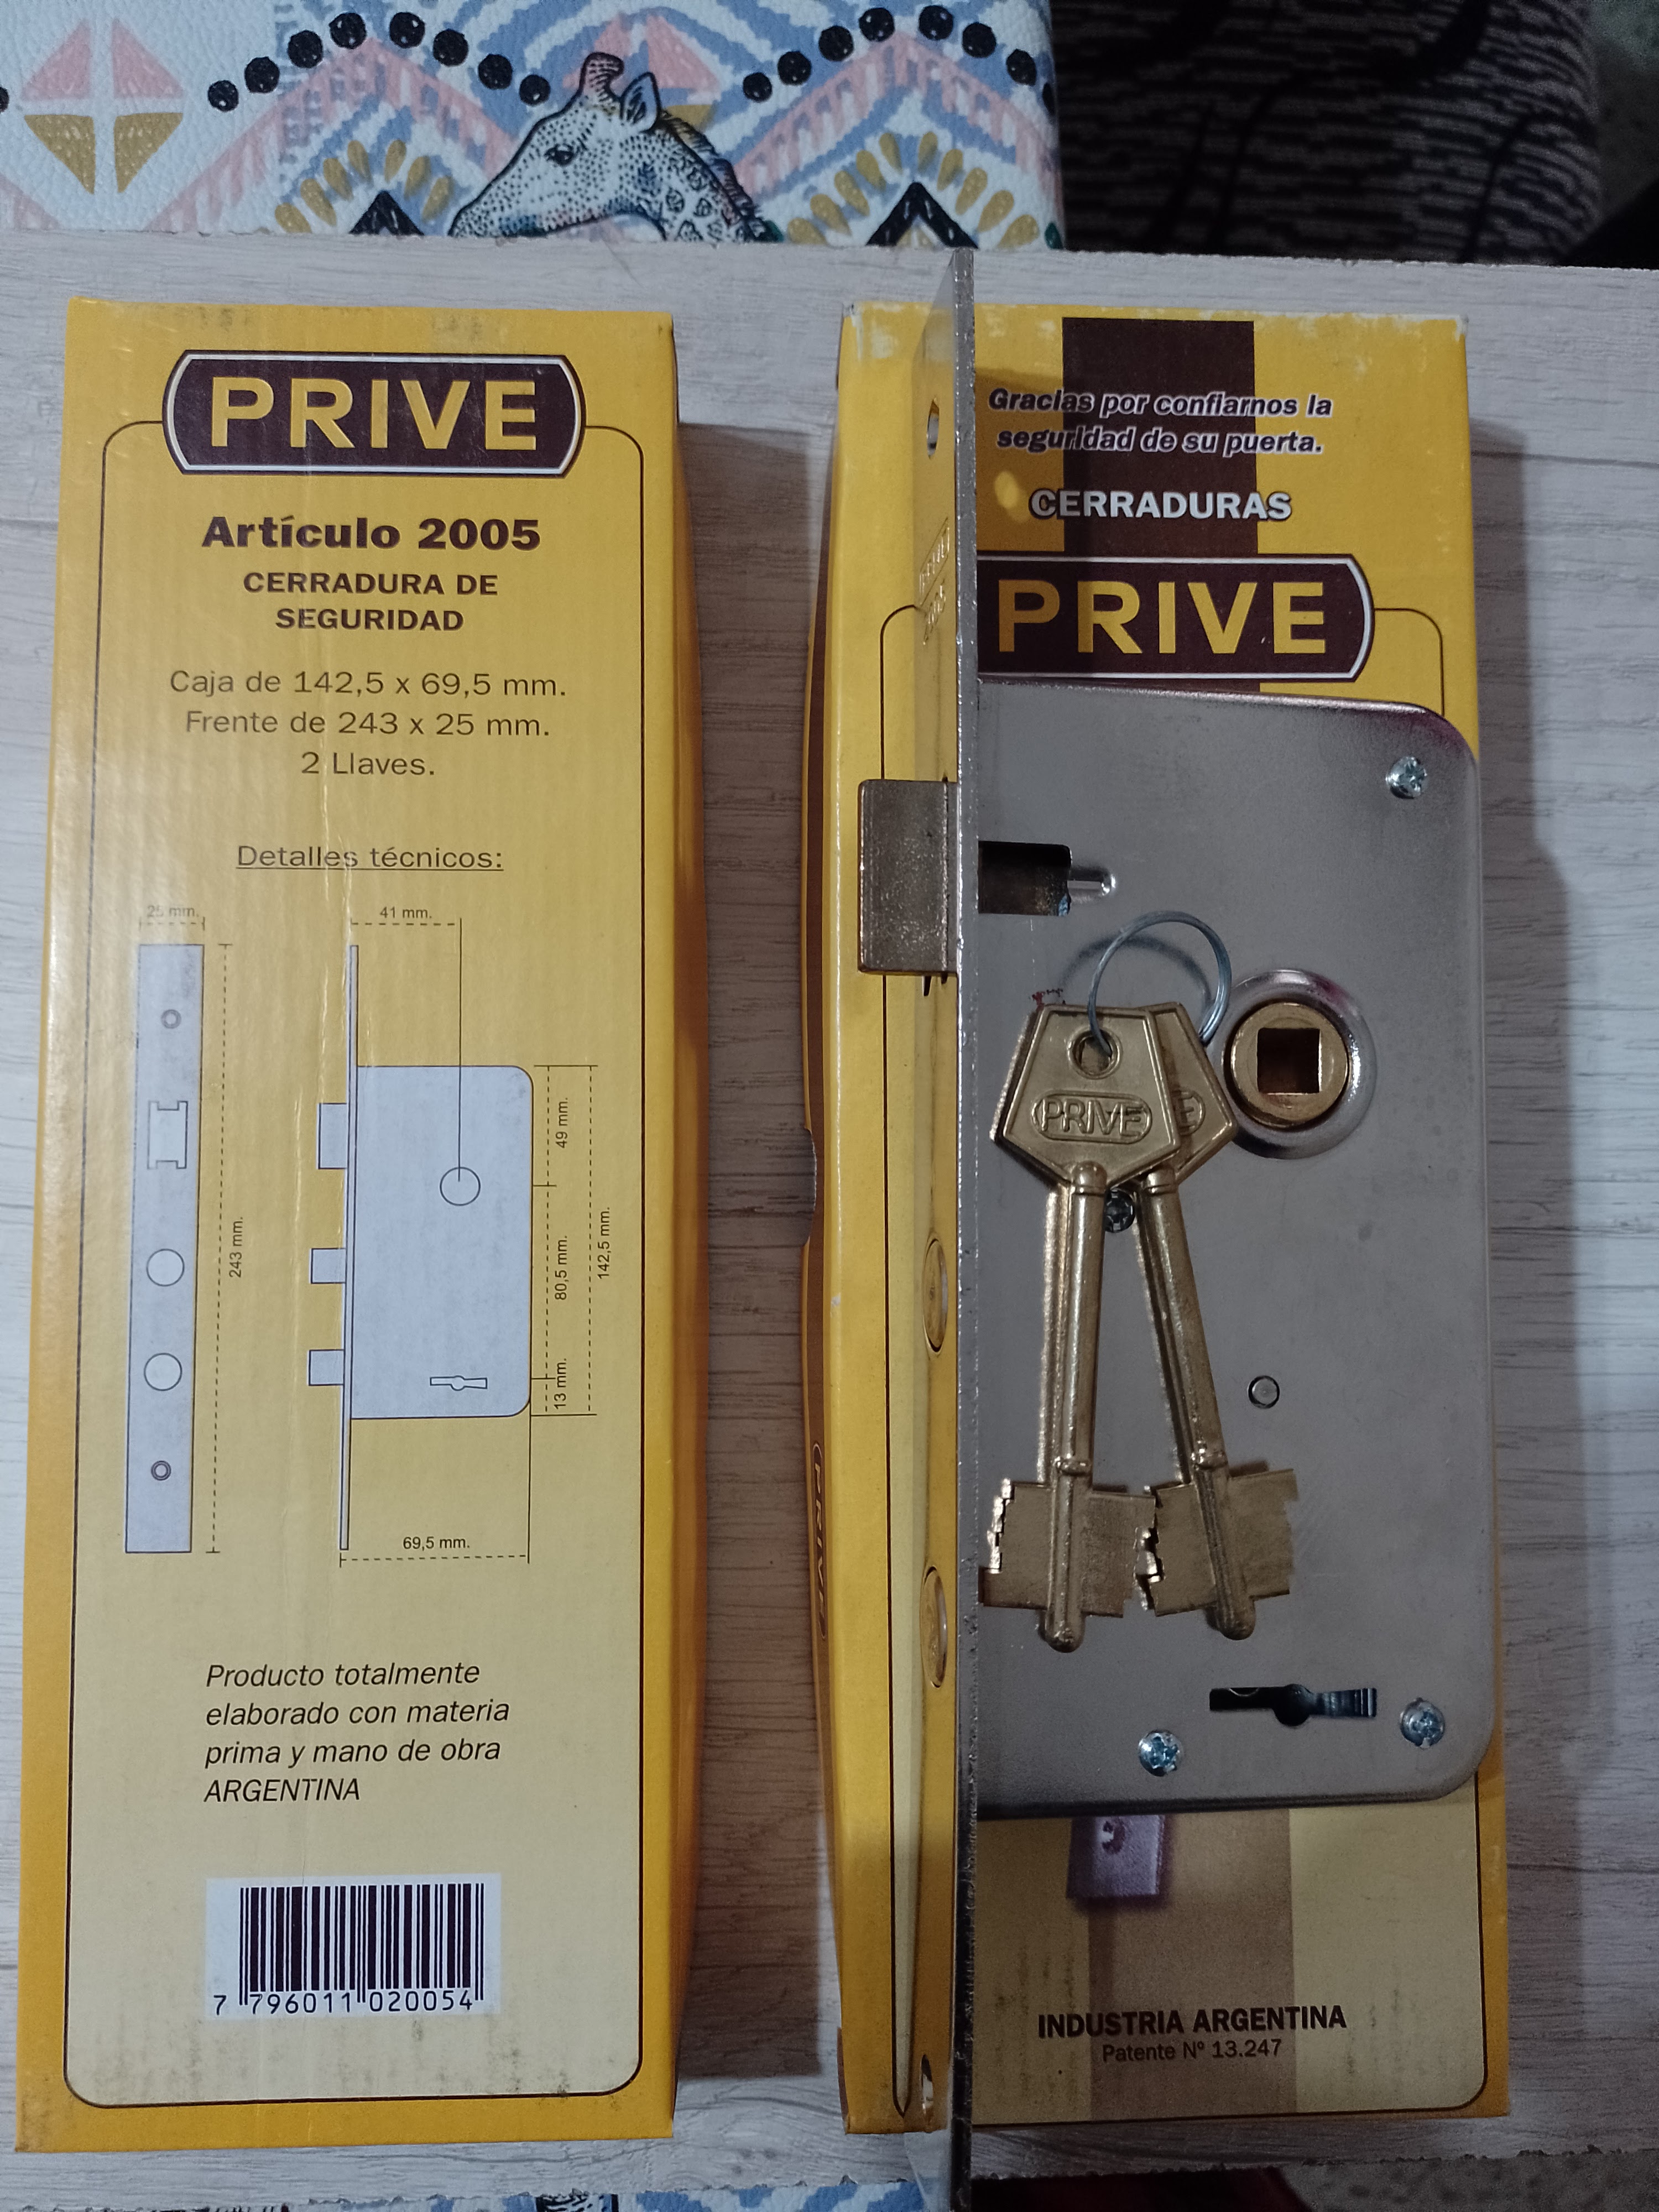 PRIVE
Artículo 2005
CERRADURA DE
SEGURIDAD
Caja de 142,5 x 69,5 mm.
Frente de 243 x 25 mm.
2 Llaves.
Detalles técnicos:
25 mm.
41 mm.
243 mm.
49 mm.
80,5 mm.
142,5 mm.
13 mm.
69,5 mm.
Producto totalmente
elaborado con materia
prima y mano de obra
ARGENTINA
7 796011 020054
Gracias por confiarnos la
seguridad de su puerta.
CERRADURAS
PRIVE
PRIVE
PRIVE
INDUSTRIA ARGENTINA
Patente Nº 13.247